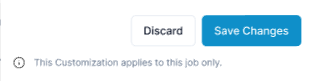 Discard Save Changes
This Customization applies to this job only.